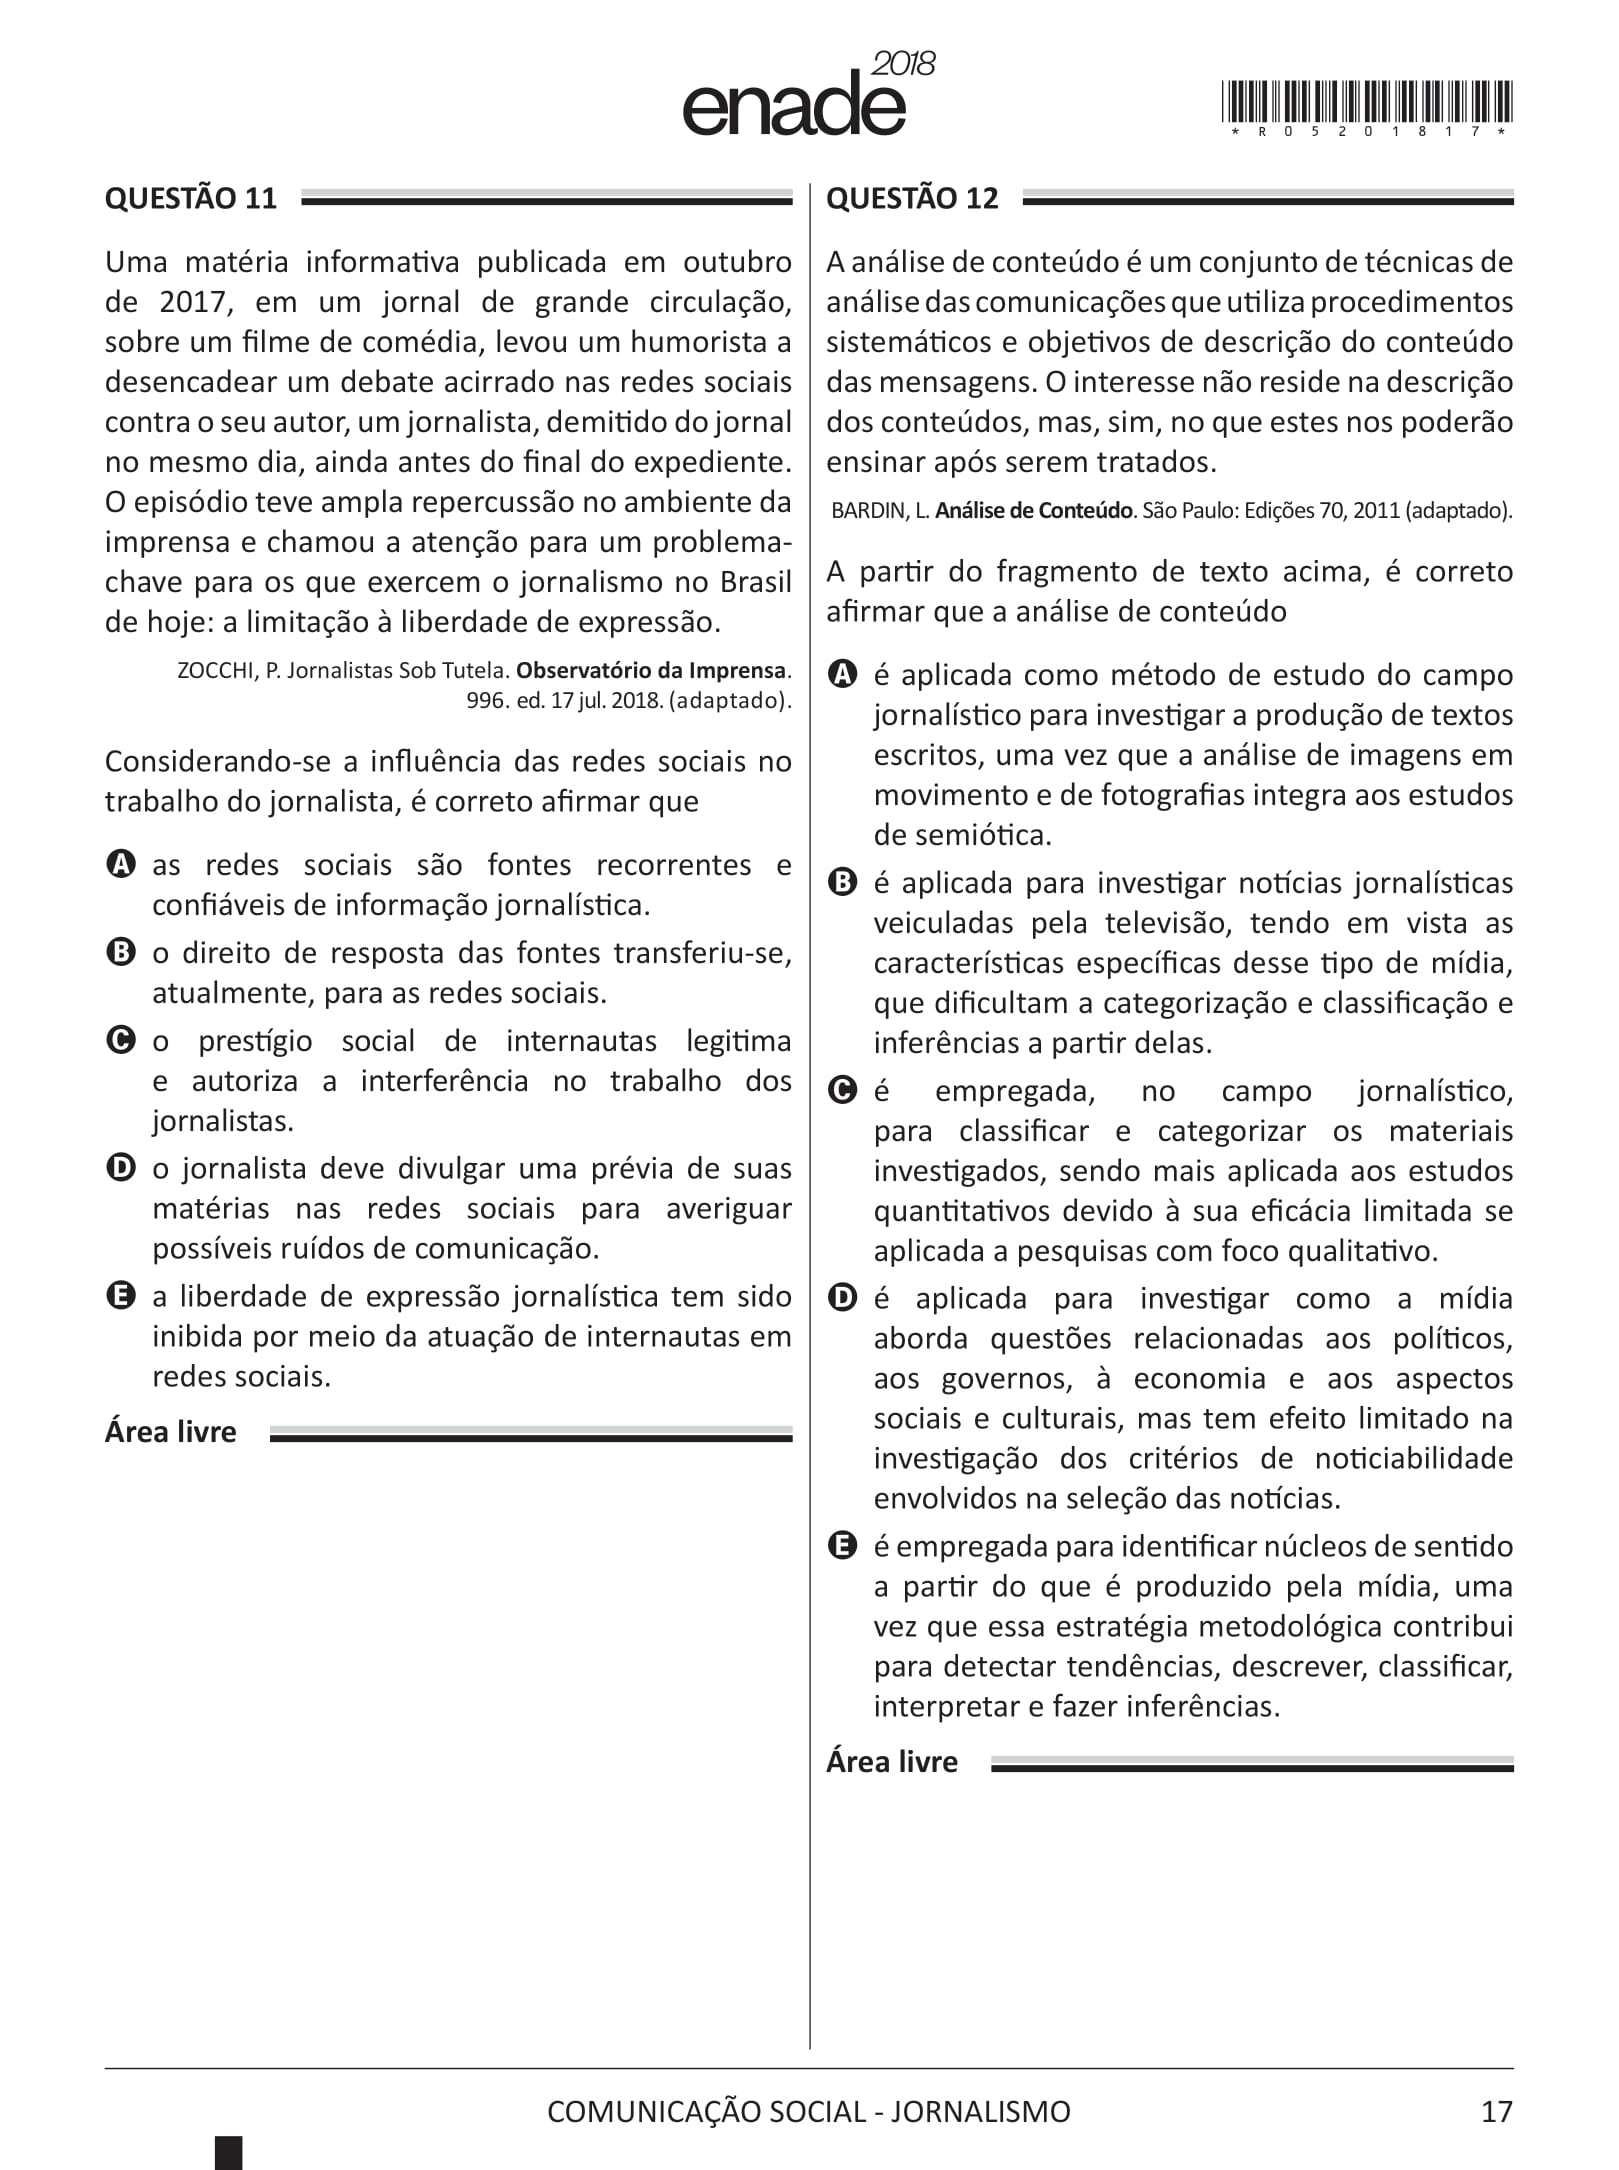 enade 2018
*R05201817*
QUESTÃO 11
Uma matéria informativa publicada em outubro
de 2017, em um jornal de grande circulação,
sobre um filme de comédia, levou um humorista a
desencadear um debate acirrado nas redes sociais
contra o seu autor, um jornalista, demitido do jornal
no mesmo dia, ainda antes do final do expediente.
O episódio teve ampla repercussão no ambiente da
imprensa e chamou a atenção para um problema-
chave para os que exercem o jornalismo no Brasil
de hoje: a limitação à liberdade de expressão.
ZOCCHI, P. Jornalistas Sob Tutela. Observatório da Imprensa.
996. ed. 17 jul. 2018. (adaptado).
Considerando-se a influência das redes sociais no
trabalho do jornalista, é correto afirmar que
A as redes sociais são fontes recorrentes e
confiáveis de informação jornalística.
B o direito de resposta das fontes transferiu-se,
atualmente, para as redes sociais.
C o prestígio social de internautas legitima
e autoriza a interferência no trabalho dos
jornalistas.
D o jornalista deve divulgar uma prévia de suas
matérias nas redes sociais para averiguar
possíveis ruídos de comunicação.
E a liberdade de expressão jornalística tem sido
inibida por meio da atuação de internautas em
redes sociais.
Área livre
QUESTÃO 12
A análise de conteúdo é um conjunto de técnicas de
análise das comunicações que utiliza procedimentos
sistemáticos e objetivos de descrição do conteúdo
das mensagens. O interesse não reside na descrição
dos conteúdos, mas, sim, no que estes nos poderão
ensinar após serem tratados.
BARDIN, L. Análise de Conteúdo. São Paulo: Edições 70, 2011 (adaptado).
A partir do fragmento de texto acima, é correto
afirmar que a análise de conteúdo
A é aplicada como método de estudo do campo
jornalístico para investigar a produção de textos
escritos, uma vez que a análise de imagens em
movimento e de fotografias integra aos estudos
de semiótica.
B é aplicada para investigar notícias jornalísticas
veiculadas pela televisão, tendo em vista as
características específicas desse tipo de mídia,
que dificultam a categorização e classificação e
inferências a partir delas.
C é empregada, no campo jornalístico,
para classificar e categorizar os materiais
investigados, sendo mais aplicada aos estudos
quantitativos devido à sua eficácia limitada se
aplicada a pesquisas com foco qualitativo.
D é aplicada para investigar como a mídia
aborda questões relacionadas aos políticos,
aos governos, à economia e aos aspectos
sociais e culturais, mas tem efeito limitado na
investigação dos critérios de noticiabilidade
envolvidos na seleção das notícias.
E é empregada para identificar núcleos de sentido
a partir do que é produzido pela mídia, uma
vez que essa estratégia metodológica contribui
para detectar tendências, descrever, classificar,
interpretar e fazer inferências.
Área livre
COMUNICAÇÃO SOCIAL - JORNALISMO
17